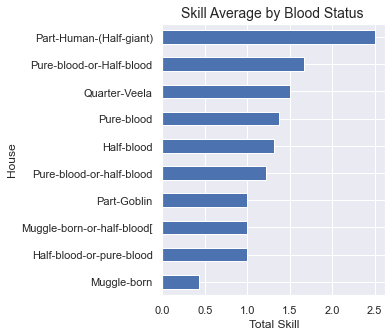 Skill Average by Blood Status
Part-Human-(Half-giant)
Pure-blood-or-Half-blood
Quarter-Veela
Pure-blood
Half-blood
Pure-blood-or-half-blood
Part-Goblin
Muggle-born-or-half-blood[
Half-blood-or-pure-blood
Muggle-born
House
0.0 0.5 1.0 1.5 2.0 2.5
Total Skill